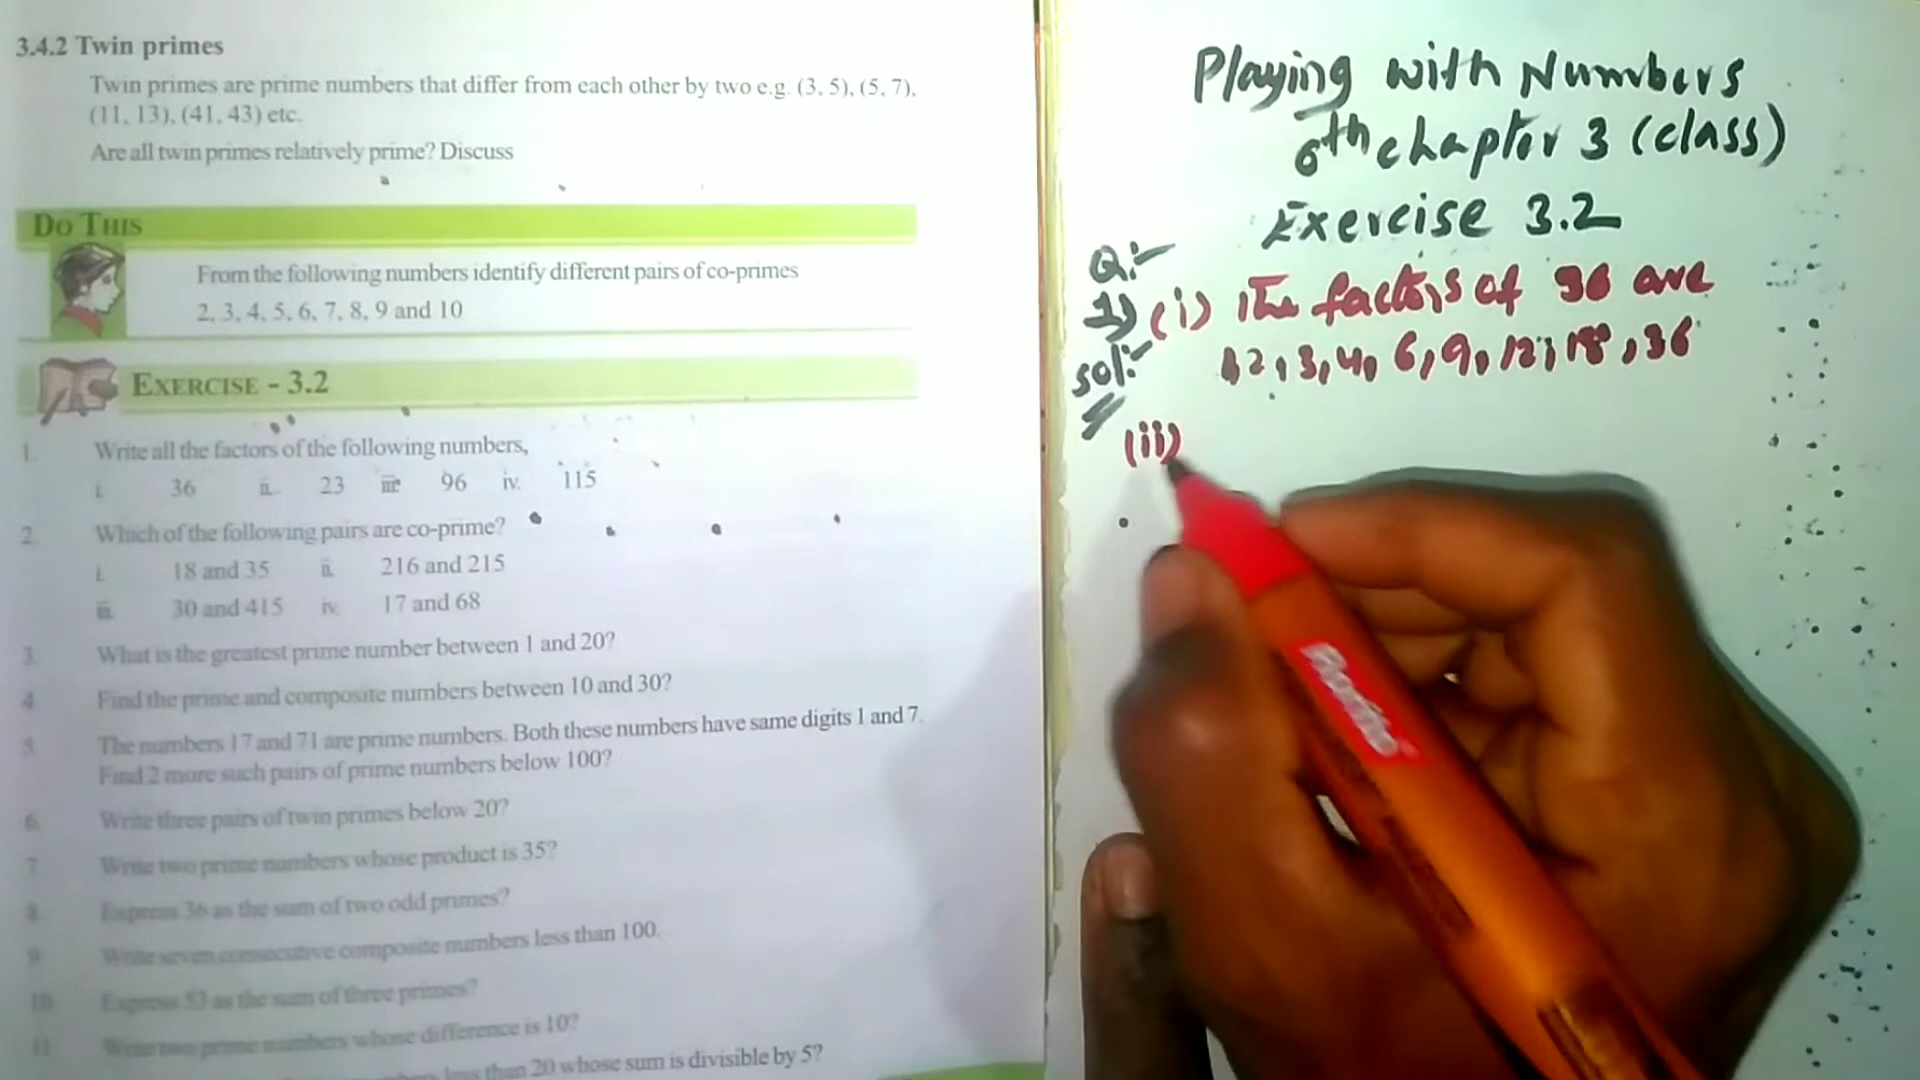 3.4.2 Twin primes
Twin primes are prime numbers that differ from each other by two e.g. (3, 5), (5, 7),
(11, 13), (41, 43) etc.
Are all twin primes relatively prime? Discuss
DO THIS
From the following numbers identify different pairs of co-primes
2, 3, 4, 5, 6, 7, 8, 9 and 10
EXERCISE - 3.2
1. Write all the factors of the following numbers,
i. 36 ii. 23 iii. 96 iv. 115
2. Which of the following pairs are co-prime?
i. 18 and 35 ii. 216 and 215
iii. 30 and 415 iv. 17 and 68
3. What is the greatest prime number between 1 and 20?
4. Find the prime and composite numbers between 10 and 30?
5. The numbers 17 and 71 are prime numbers. Both these numbers have same digits 1 and 7.
Find 2 more such pairs of prime numbers below 100?
6. Write three pairs of twin primes below 20?
7. Write two prime numbers whose product is 35?
8. Express 36 as the sum of two odd primes?
9. Write seven consecutive composite numbers less than 100.
10. Express 53 as the sum of three primes?
11. Write two prime numbers whose difference is 10?
less than 20 whose sum is divisible by 5?
Playing with Numbers
6th chapter 3 (class)
Exercise 3.2
Q:-
1) (i) The factors of 36 are
sol:- 1, 2, 3, 4, 6, 9, 12, 18, 36
(ii)